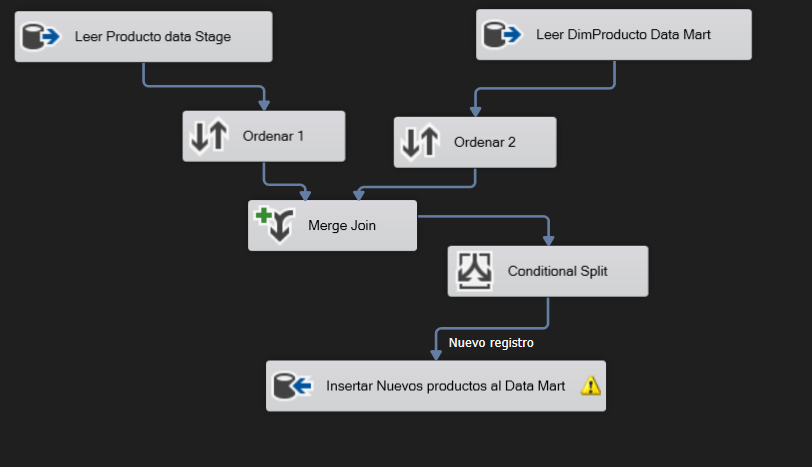 Leer Producto data Stage
Leer DimProducto Data Mart
Ordenar 1
Ordenar 2
Merge Join
Conditional Split
Nuevo registro
Insertar Nuevos productos al Data Mart